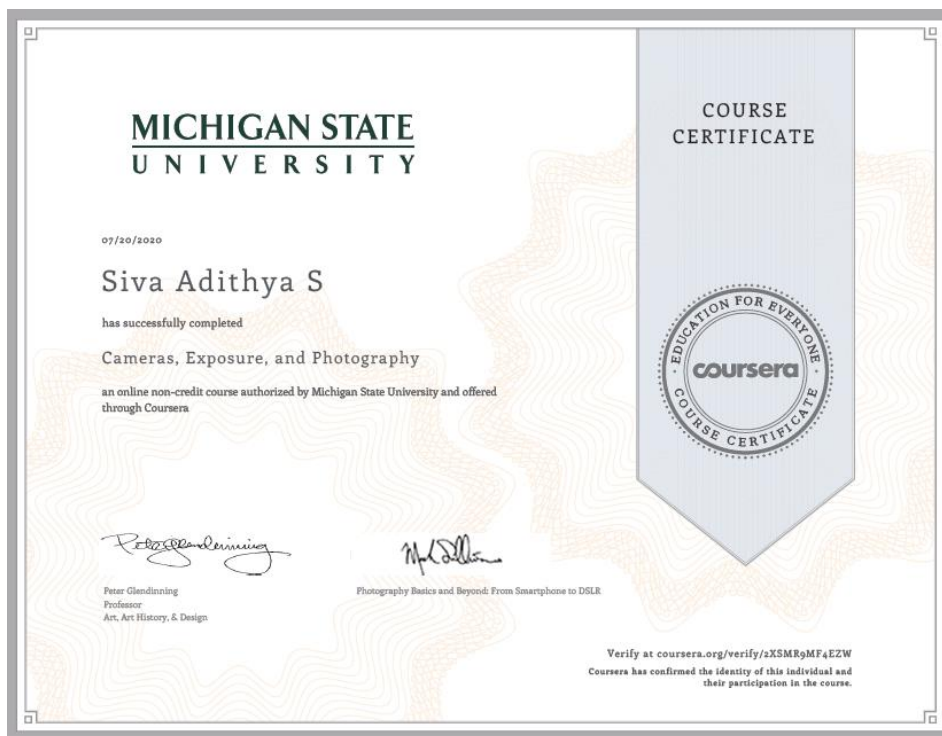 MICHIGAN STATE
UNIVERSITY
COURSE
CERTIFICATE
07/20/2020
Siva Adithya S
has successfully completed
Cameras, Exposure, and Photography
an online non-credit course authorized by Michigan State University and offered
through Coursera
EDUCATION FOR EVERYONE
coursera
COURSE CERTIFICATE
Peter Glendinning
Peter Glendinning
Professor
Art, Art History, & Design
Photography Basics and Beyond: From Smartphone to DSLR
Verify at coursera.org/verify/2XSMR9MF4EZW
Coursera has confirmed the identity of this individual and
their participation in the course.